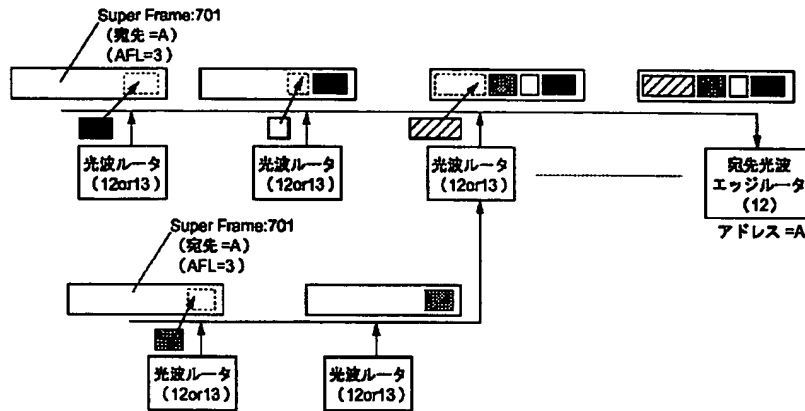 Super Frame:701
(宛先=A)
(AFL=3)
光波ルータ
(12or13)
光波ルータ
(12or13)
光波ルータ
(12or13)
宛先光波
エッジルータ
(12)
アドレス=A
Super Frame:701
(宛先=A)
(AFL=3)
光波ルータ
(12or13)
光波ルータ
(12or13)